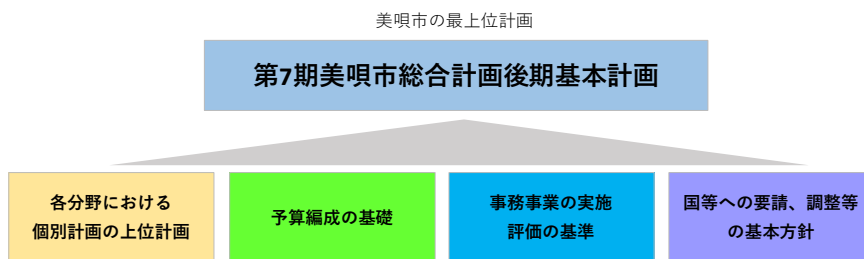 美唄市の最上位計画
第7期美唄市総合計画後期基本計画
各分野における
個別計画の上位計画
予算編成の基礎
事務事業の実施
評価の基準
国等への要請、調整等
の基本方針